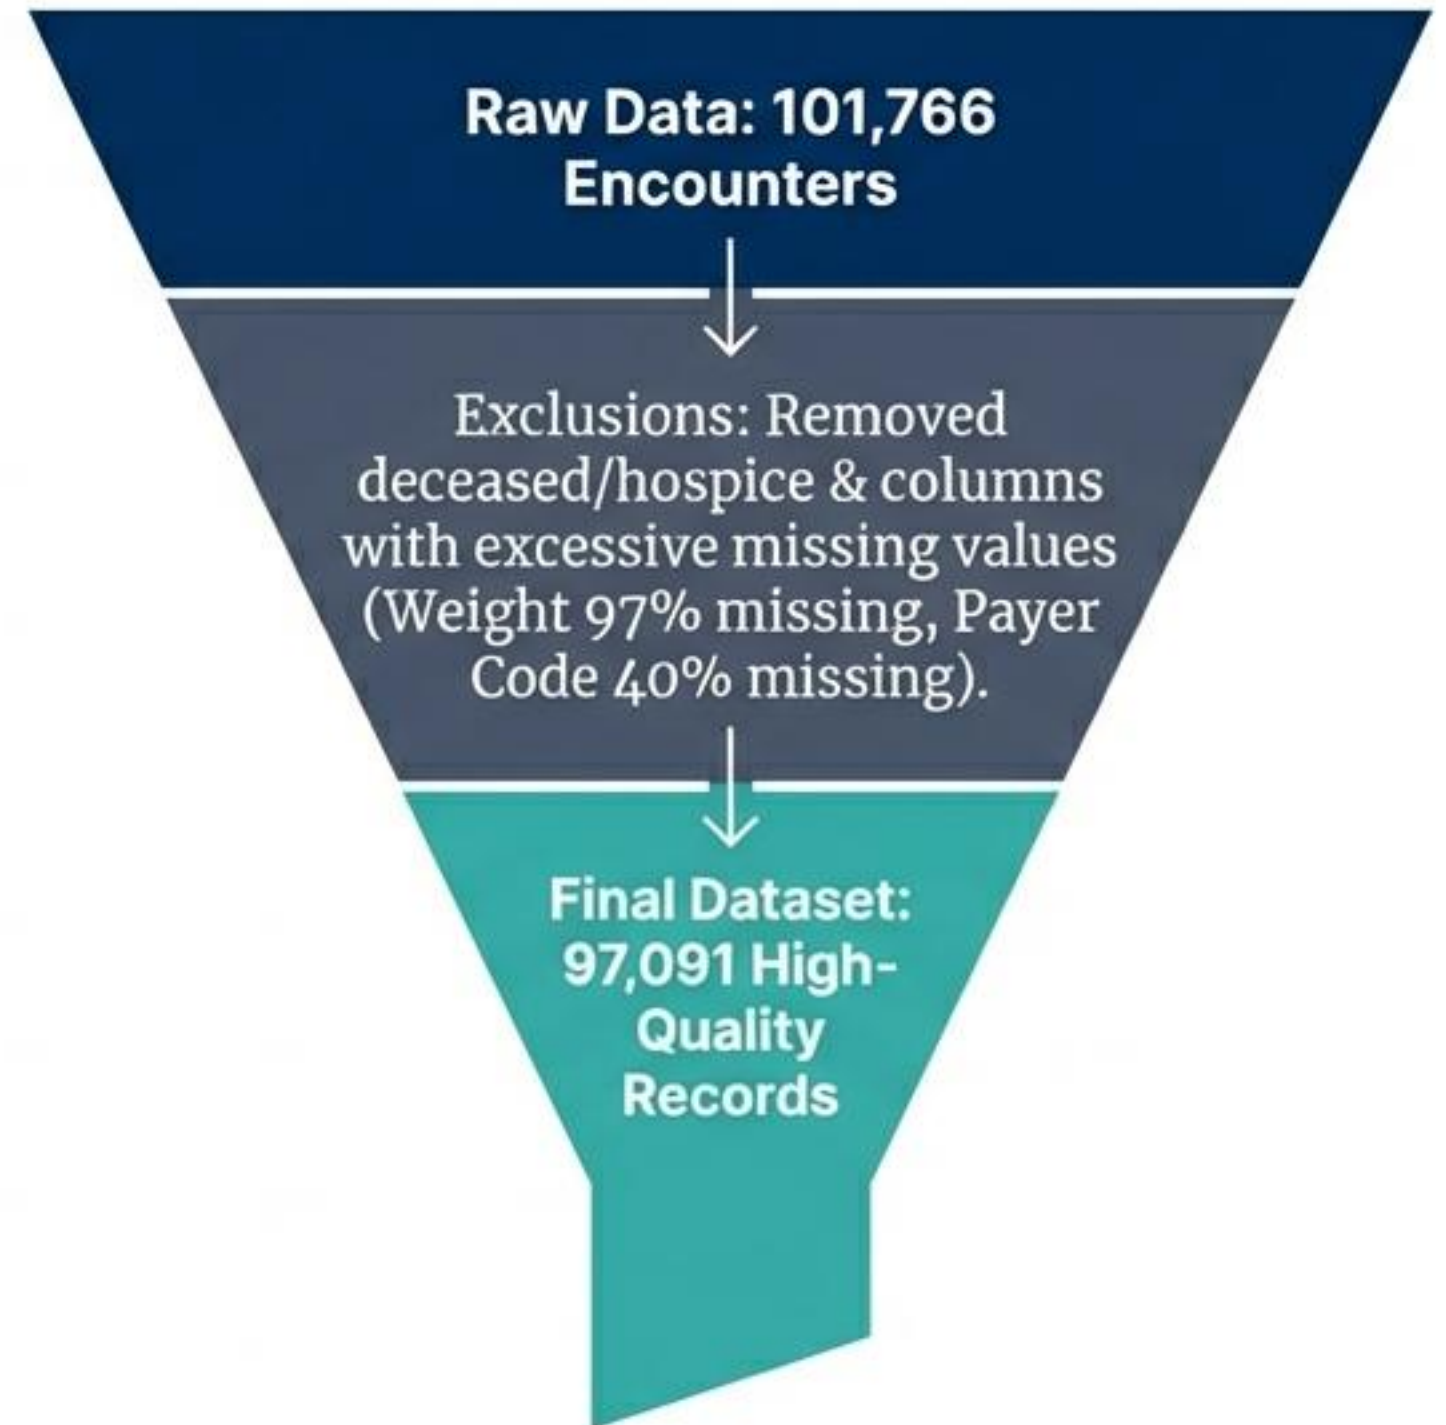 Raw Data: 101,766
Encounters
Exclusions: Removed
deceased/hospice & columns
with excessive missing values
(Weight 97% missing, Payer
Code 40% missing).
Final Dataset:
97,091 High-
Quality
Records